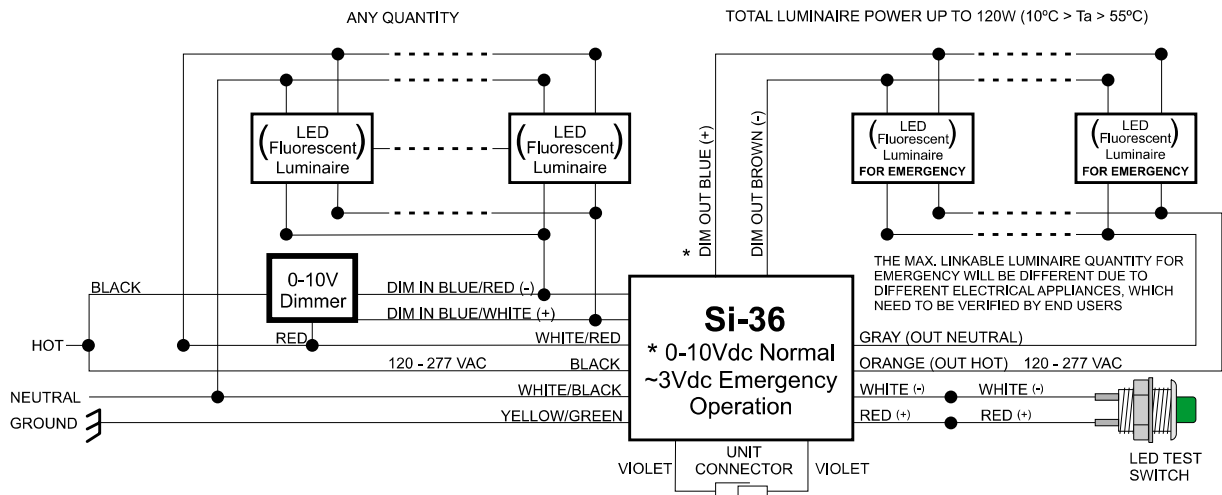 ANY QUANTITY
TOTAL LUMINAIRE POWER UP TO 120W (10ºC > Ta > 55ºC)
LED
(Fluorescent)
Luminaire
LED
(Fluorescent)
Luminaire
* DIM OUT BLUE (+)
DIM OUT BROWN (-)
LED
(Fluorescent)
Luminaire
FOR EMERGENCY
LED
(Fluorescent)
Luminaire
FOR EMERGENCY
THE MAX. LINKABLE LUMINAIRE QUANTITY FOR
EMERGENCY WILL BE DIFFERENT DUE TO
DIFFERENT ELECTRICAL APPLIANCES, WHICH
NEED TO BE VERIFIED BY END USERS
BLACK
0-10V
Dimmer
DIM IN BLUE/RED (-)
DIM IN BLUE/WHITE (+)
RED
WHITE/RED
HOT
120 - 277 VAC
BLACK
NEUTRAL
WHITE/BLACK
GROUND
YELLOW/GREEN
Si-36
* 0-10Vdc Normal
~3Vdc Emergency
Operation
GRAY (OUT NEUTRAL)
ORANGE (OUT HOT)
120 - 277 VAC
WHITE (-)
WHITE (-)
RED (+)
RED (+)
LED TEST
SWITCH
VIOLET
UNIT
CONNECTOR
VIOLET